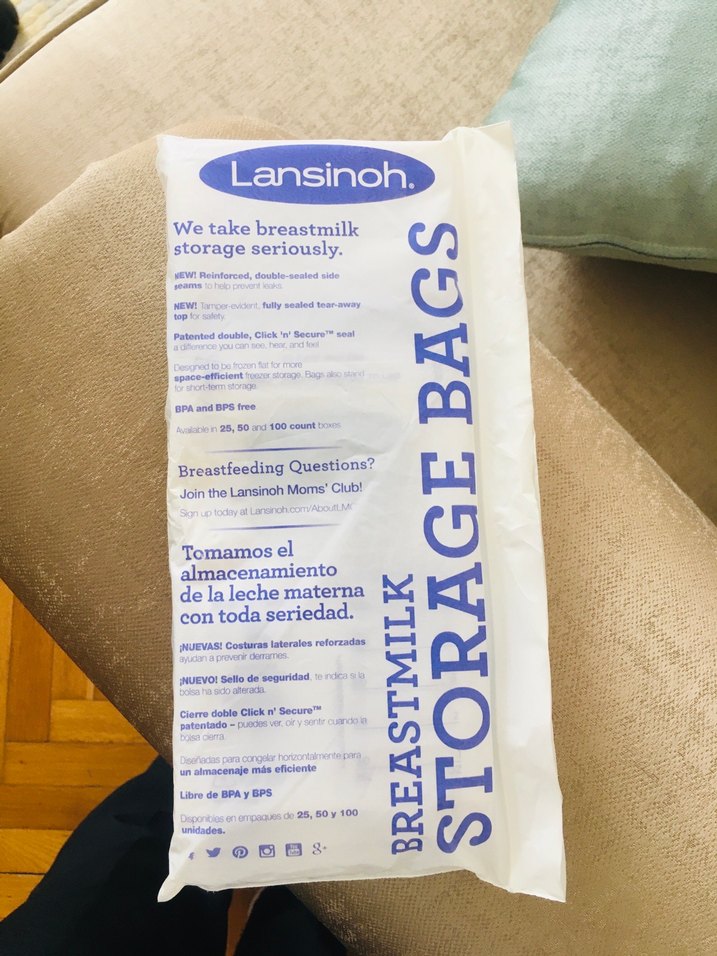 Lansinoh®
We take breastmilk
storage seriously.
NEW! Reinforced, double-sealed side
seams to help prevent leaks.
NEW! Tamper-evident, fully sealed tear-away
top for safety.
Patented double, Click 'n' Secure™ seal
a difference you can see, hear, and feel
Designed to be frozen flat for more
space-efficient freezer storage. Bags also stand
for short-term storage.
BPA and BPS free
Available in 25, 50 and 100 count boxes
Breastfeeding Questions?
Join the Lansinoh Moms' Club!
Sign up today at Lansinoh.com/AboutLMC
Tomamos el
almacenamiento
de la leche materna
con toda seriedad.
¡NUEVAS! Costuras laterales reforzadas
ayudan a prevenir derrames.
¡NUEVO! Sello de seguridad, te indica si la
bolsa ha sido alterada.
Cierre doble Click n' Secure™
patentado – puedes ver, oír y sentir cuando la
bolsa cierra.
Diseñadas para congelar horizontalmente para
un almacenaje más eficiente
Libre de BPA y BPS
Disponibles en empaques de 25, 50 y 100
unidades.
BREASTMILK
STORAGE BAGS